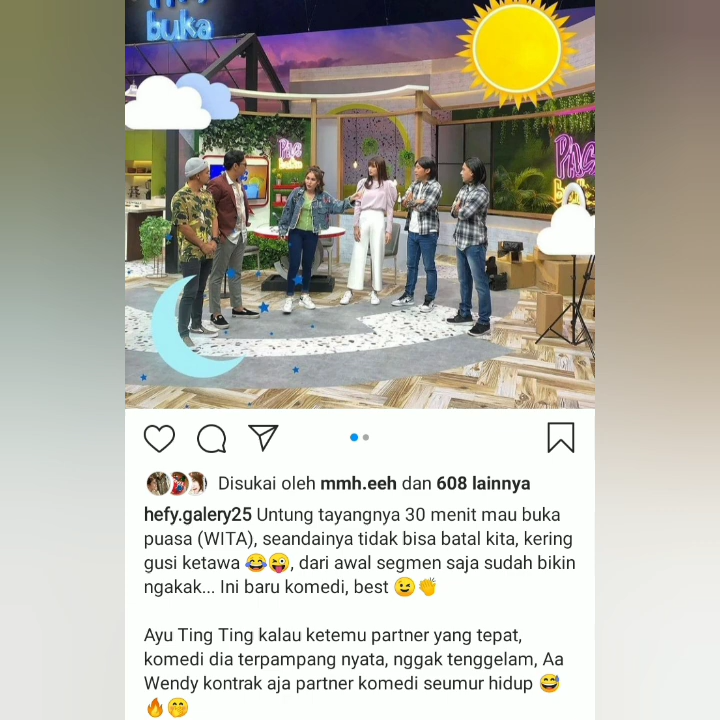 buka
Disukai oleh mmh.eeh dan 608 lainnya
hefy.galery25 Untung tayangnya 30 menit mau buka
puasa (WITA), seandainya tidak bisa batal kita, kering
gusi ketawa 😂😜, dari awal segmen saja sudah bikin
ngakak... Ini baru komedi, best 😉👏
Ayu Ting Ting kalau ketemu partner yang tepat,
komedi dia terpampang nyata, nggak tenggelam, Aa
Wendy kontrak aja partner komedi seumur hidup 😅
🔥🤭